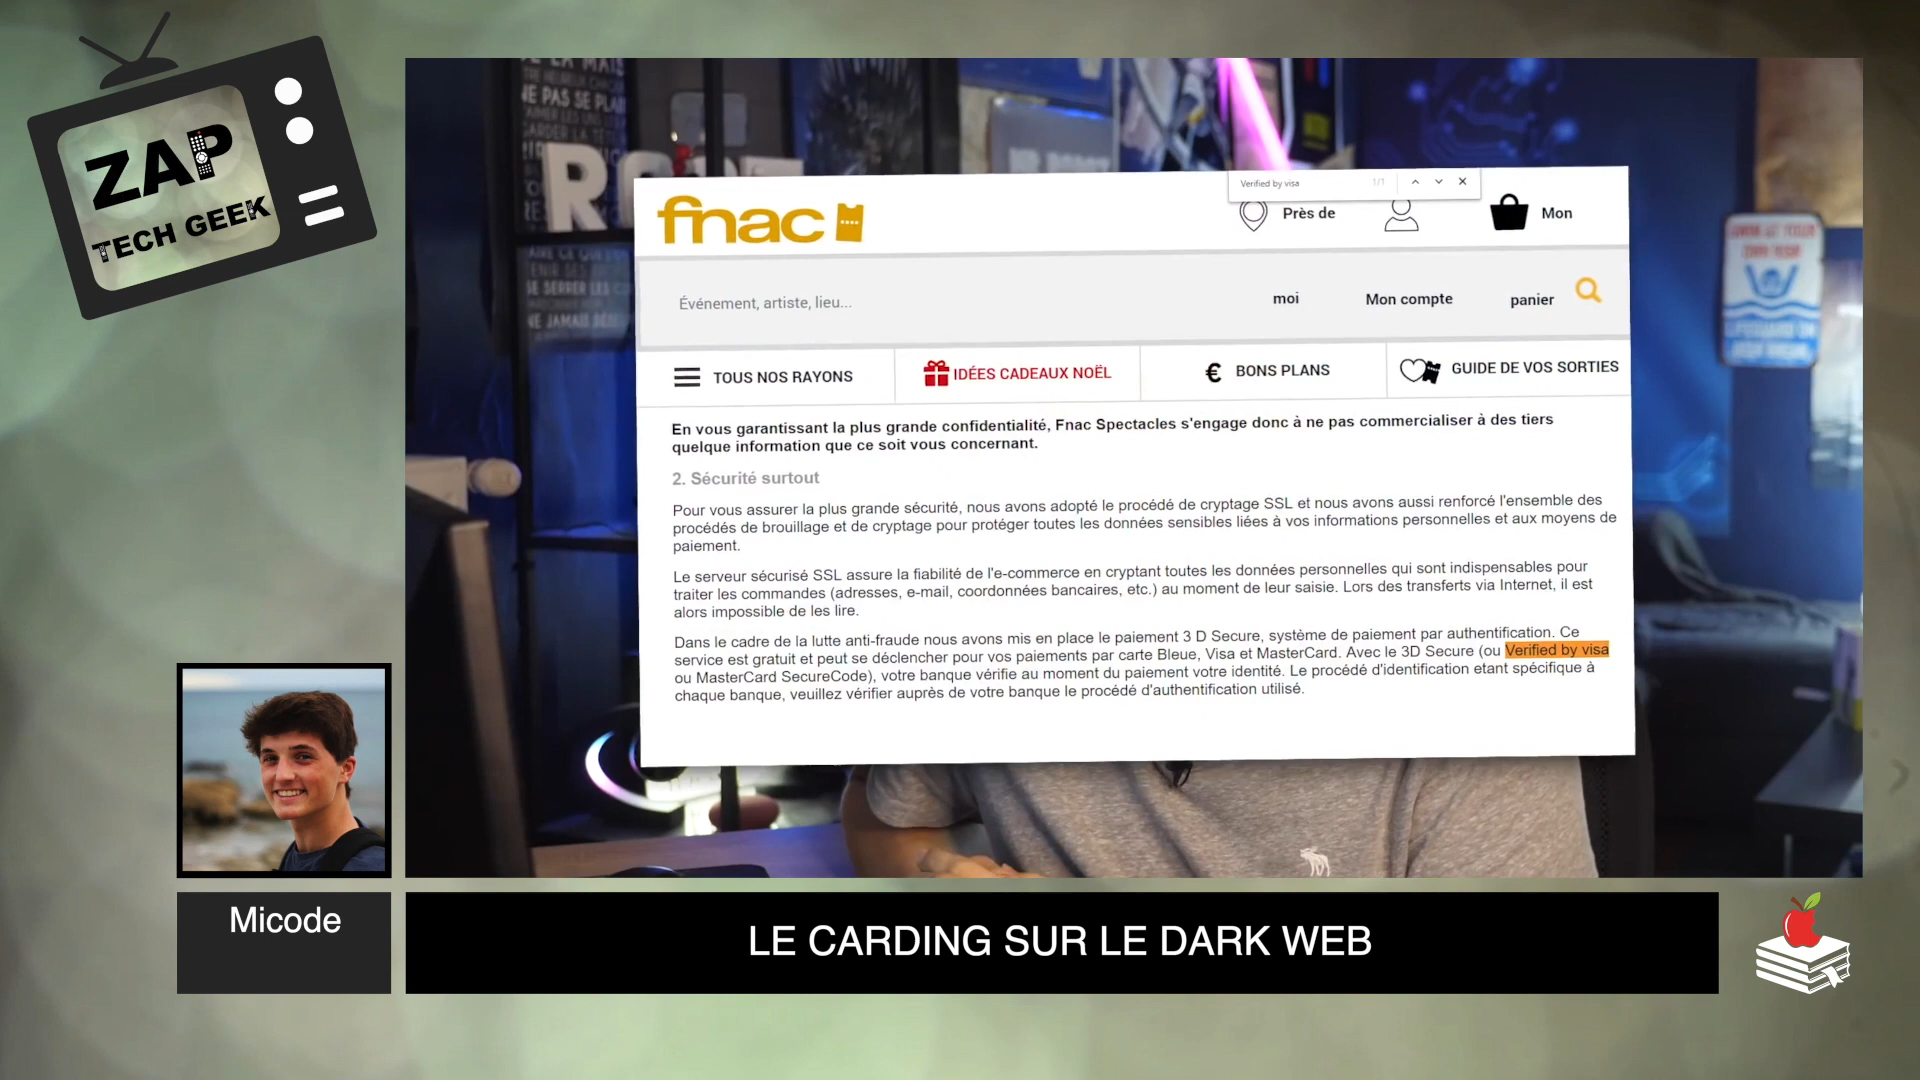 ZAP
TECH GEEK
NE PAS SE PLAI
NE JAMAIS
fnac
Verified by visa
1/1
Près de
Mon
Événement, artiste, lieu...
moi
Mon compte
panier
TOUS NOS RAYONS
IDÉES CADEAUX NOËL
€ BONS PLANS
GUIDE DE VOS SORTIES
En vous garantissant la plus grande confidentialité, Fnac Spectacles s'engage donc à ne pas commercialiser à des tiers
quelque information que ce soit vous concernant.
2. Sécurité surtout
Pour vous assurer la plus grande sécurité, nous avons adopté le procédé de cryptage SSL et nous avons aussi renforcé l'ensemble des
procédés de brouillage et de cryptage pour protéger toutes les données sensibles liées à vos informations personnelles et aux moyens de
paiement.
Le serveur sécurisé SSL assure la fiabilité de l'e-commerce en cryptant toutes les données personnelles qui sont indispensables pour
traiter les commandes (adresses, e-mail, coordonnées bancaires, etc.) au moment de leur saisie. Lors des transferts via Internet, il est
alors impossible de les lire.
Dans le cadre de la lutte anti-fraude nous avons mis en place le paiement 3 D Secure, système de paiement par authentification. Ce
service est gratuit et peut se déclencher pour vos paiements par carte Bleue, Visa et MasterCard. Avec le 3D Secure (ou Verified by visa
ou MasterCard SecureCode), votre banque vérifie au moment du paiement votre identité. Le procédé d'identification etant spécifique à
chaque banque, veuillez vérifier auprès de votre banque le procédé d'authentification utilisé.
Micode
LE CARDING SUR LE DARK WEB